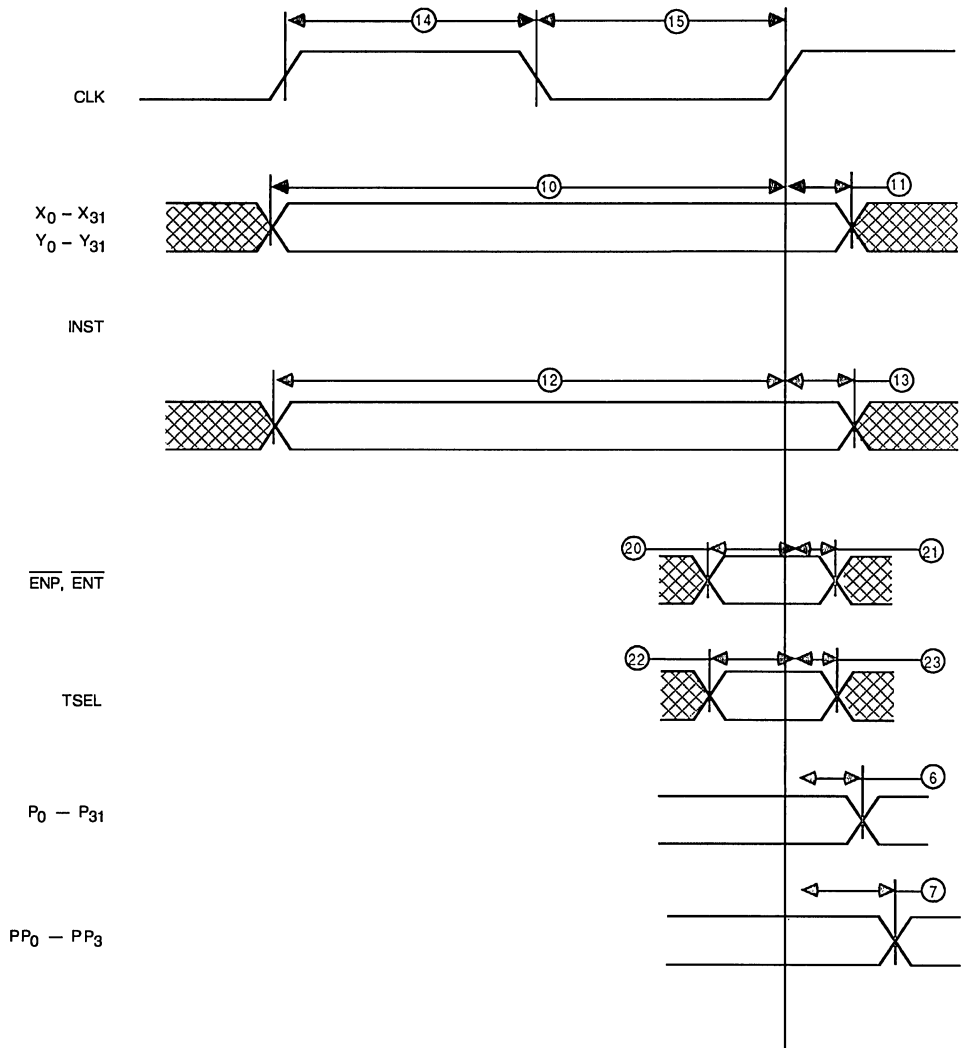 14 15
CLK
10 11
X0 – X31
Y0 – Y31
INST
12 13
20 21
ENP, ENT
22 23
TSEL
6
P0 – P31
7
PP0 – PP3